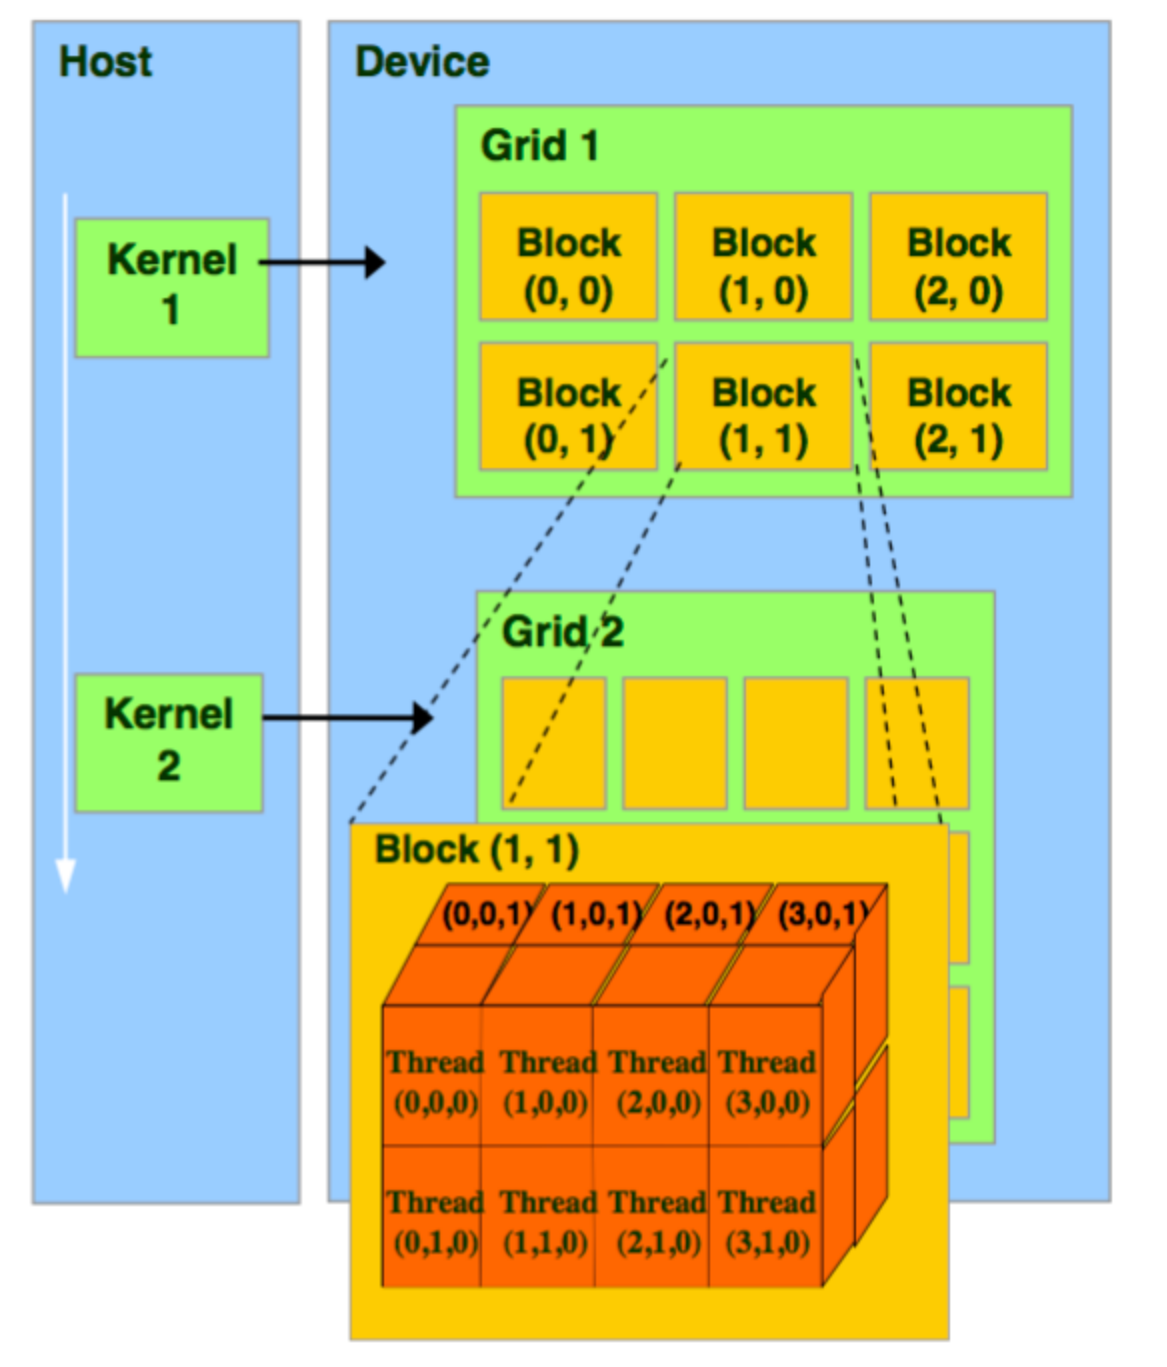 Host
Device
Grid 1
Kernel
1
Block
(0, 0)
Block
(1, 0)
Block
(2, 0)
Block
(0, 1)
Block
(1, 1)
Block
(2, 1)
Grid 2
Kernel
2
Block (1, 1)
(0,0,1)
(1,0,1)
(2,0,1)
(3,0,1)
Thread
(0,0,0)
Thread
(1,0,0)
Thread
(2,0,0)
Thread
(3,0,0)
Thread
(0,1,0)
Thread
(1,1,0)
Thread
(2,1,0)
Thread
(3,1,0)